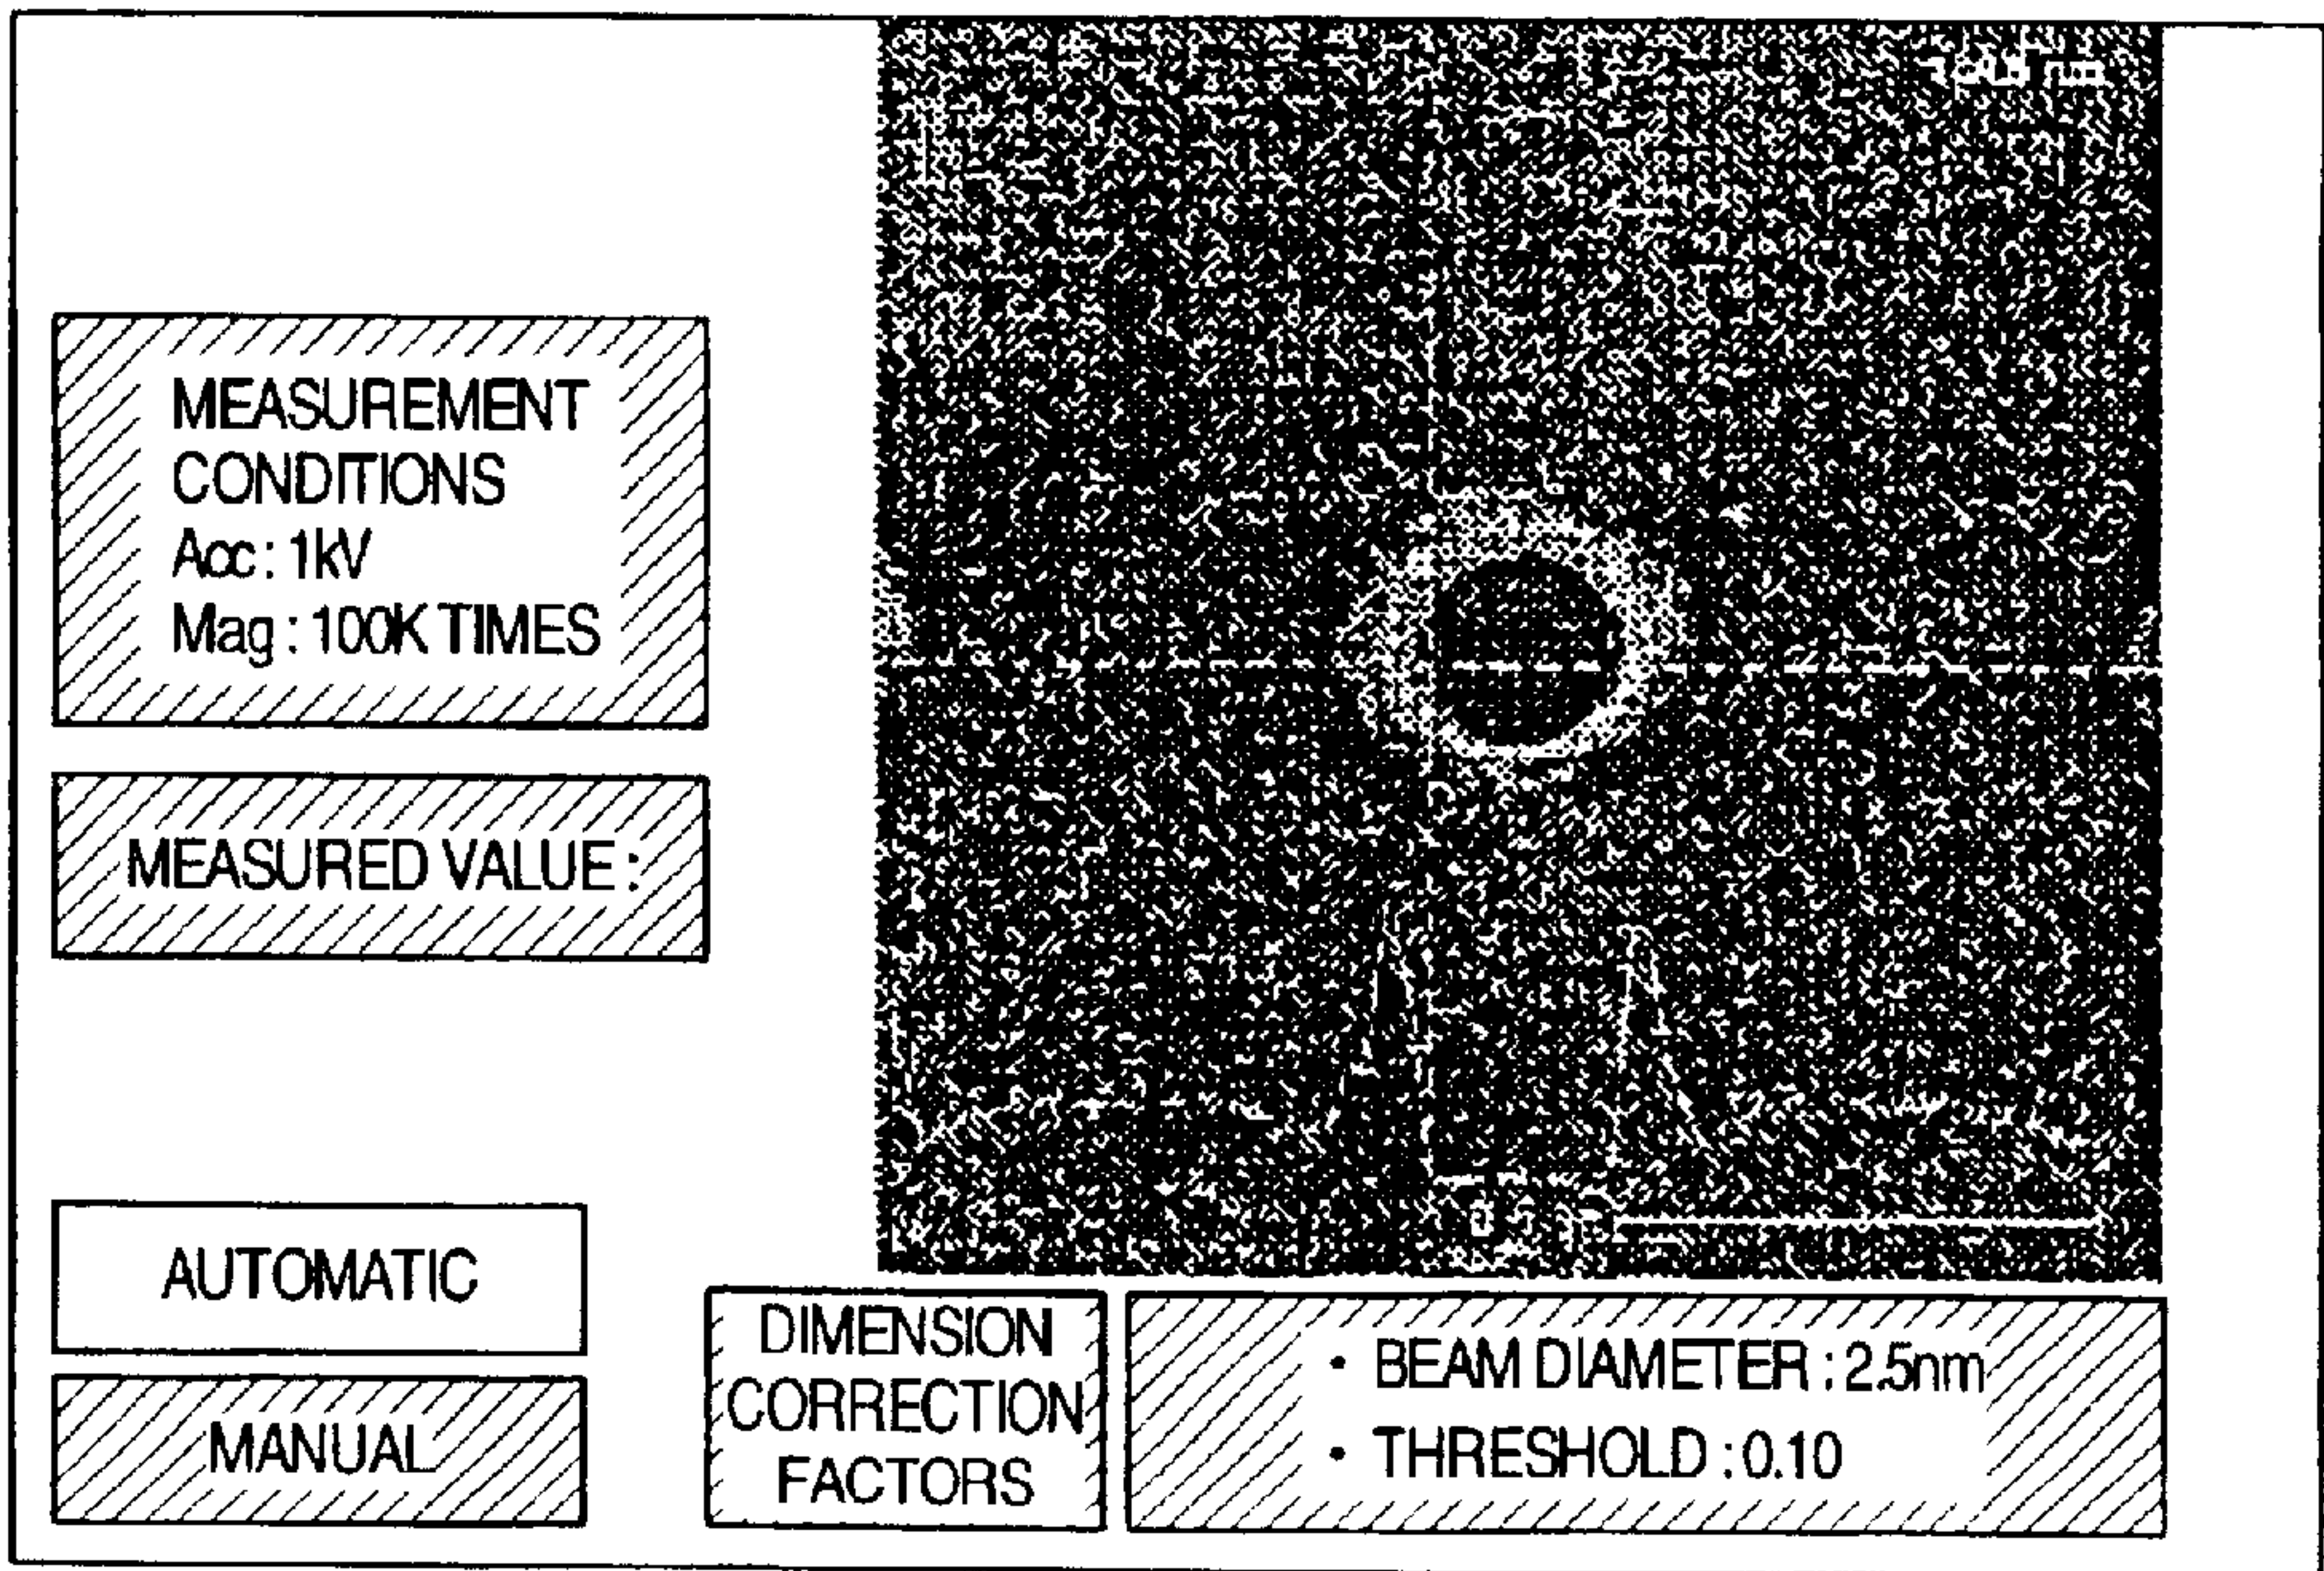 MEASUREMENT
CONDITIONS
Acc : 1kV
Mag : 100K TIMES
MEASURED VALUE :
AUTOMATIC
MANUAL
DIMENSION
CORRECTION
FACTORS
• BEAM DIAMETER : 2.5nm
• THRESHOLD : 0.10